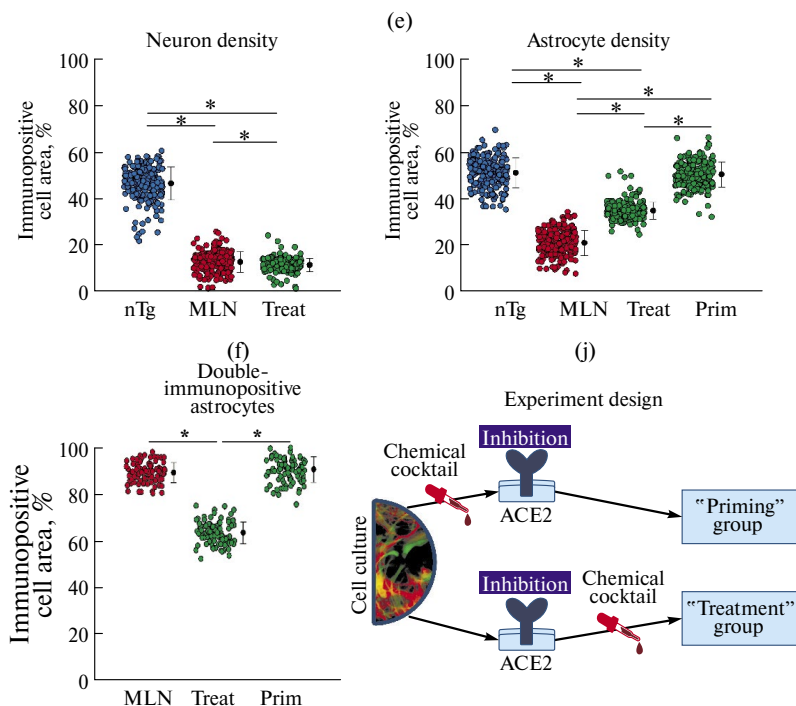 (e)
Neuron density
Immunopositive
cell area, %
100
80
60
40
20
0
*
*
*
nTg
MLN
Treat
Astrocyte density
Immunopositive
cell area, %
100
80
60
40
20
0
*
*
*
*
*
nTg
MLN
Treat
Prim
(f)
Double-
immunopositive
astrocytes
Immunopositive
cell area, %
100
80
60
40
20
0
*
*
MLN
Treat
Prim
(j)
Experiment design
Cell culture
Chemical
cocktail
Inhibition
ACE2
"Priming"
group
Inhibition
ACE2
Chemical
cocktail
"Treatment"
group